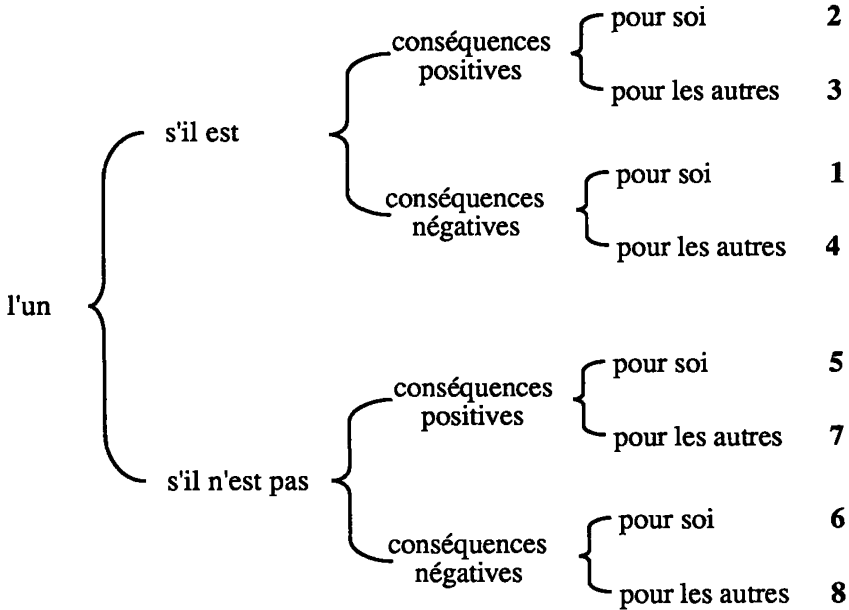 pour soi 2
conséquences
positives
pour les autres 3
s'il est
pour soi 1
conséquences
négatives
pour les autres 4
l'un
pour soi 5
conséquences
positives
pour les autres 7
s'il n'est pas
pour soi 6
conséquences
négatives
pour les autres 8